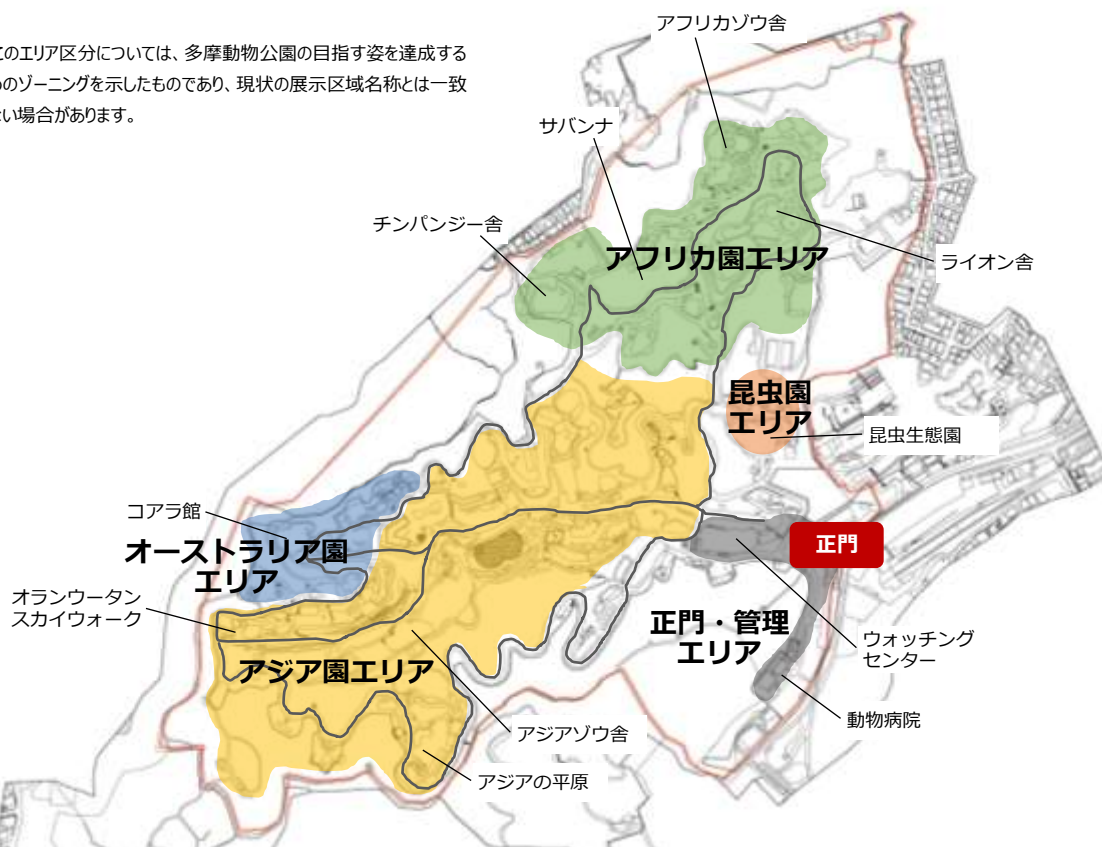 このエリア区分については、多摩動物公園の目指す姿を達成する
めのゾーニングを示したものであり、現状の展示区域名称とは一致
ない場合があります。
アフリカゾウ舎
サバンナ
チンパンジー舎
アフリカ園エリア
ライオン舎
昆虫園
エリア
昆虫生態園
コアラ館
オーストラリア園
エリア
正門
オランウータン
スカイウォーク
正門・管理
エリア
ウォッチング
センター
アジア園エリア
動物病院
アジアゾウ舎
アジアの平原